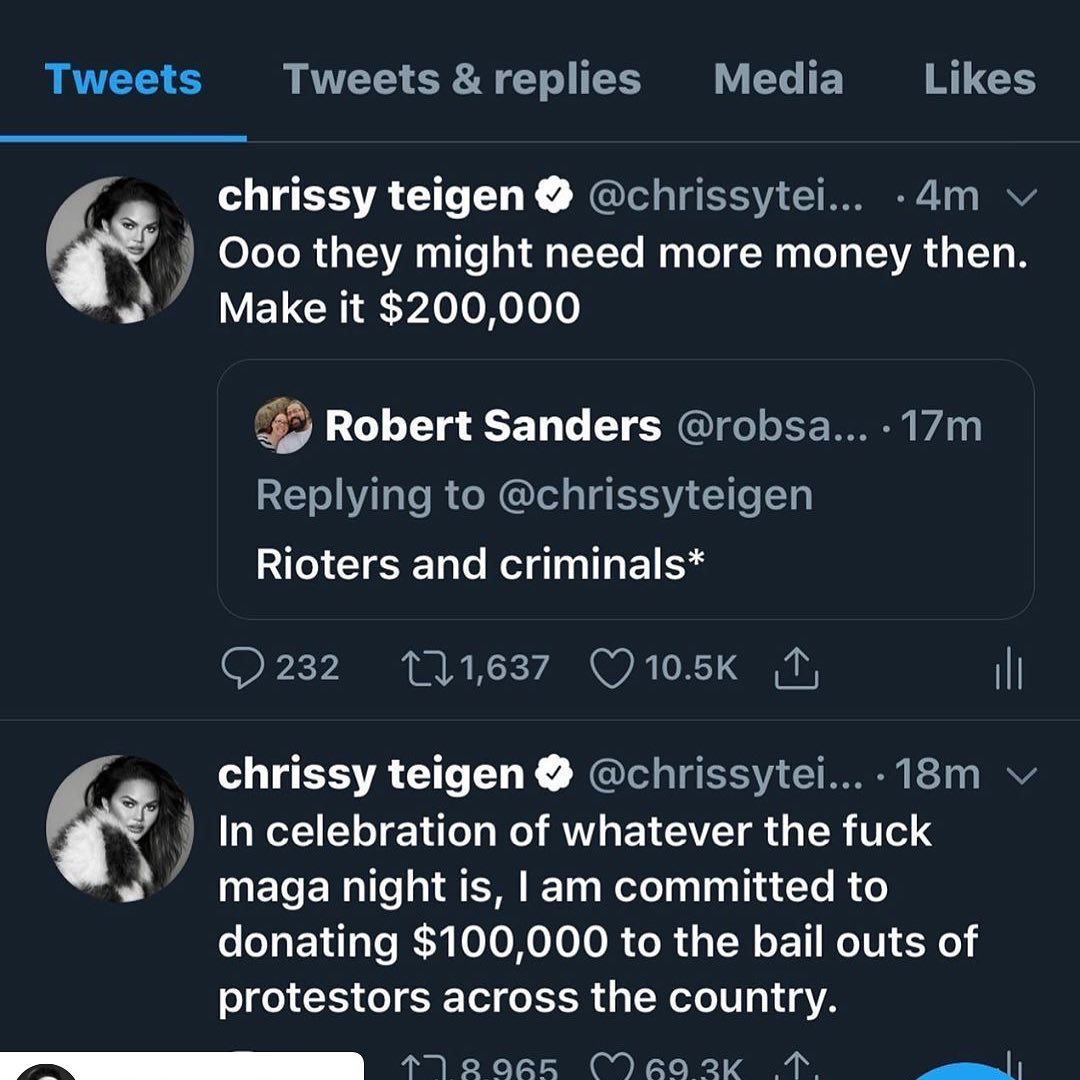 Tweets Tweets & replies Media Likes
chrissy teigen @chrissytei... · 4m
Ooo they might need more money then.
Make it $200,000
Robert Sanders @robsa... · 17m
Replying to @chrissyteigen
Rioters and criminals*
232 1,637 10.5K
chrissy teigen @chrissytei... · 18m
In celebration of whatever the fuck
maga night is, I am committed to
donating $100,000 to the bail outs of
protestors across the country.
8,965 69.3K